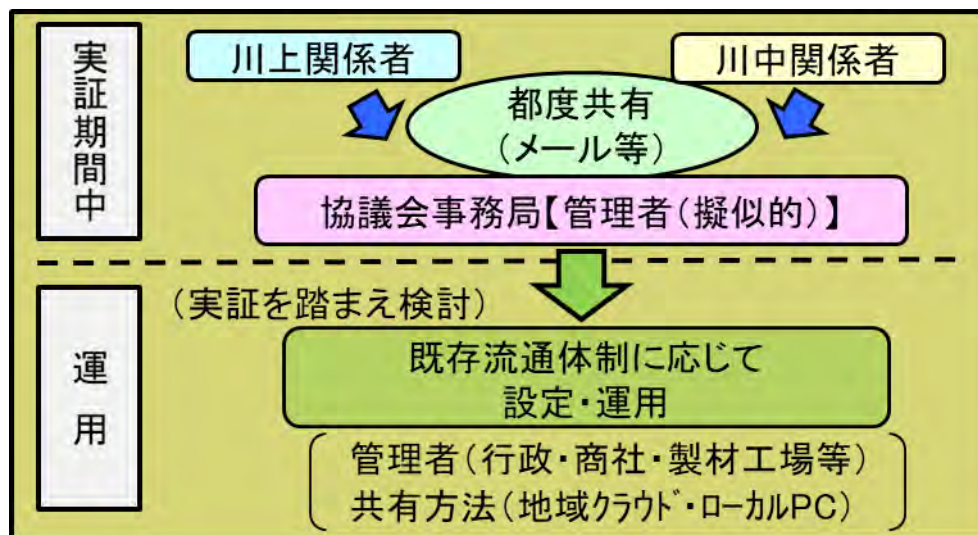 実証期間中
川上関係者
川中関係者
都度共有
(メール等)
協議会事務局【管理者(擬似的)】
運用
(実証を踏まえ検討)
既存流通体制に応じて
設定・運用
管理者(行政・商社・製材工場等)
共有方法(地域ｸﾗｳﾄﾞ・ﾛｰｶﾙPC)